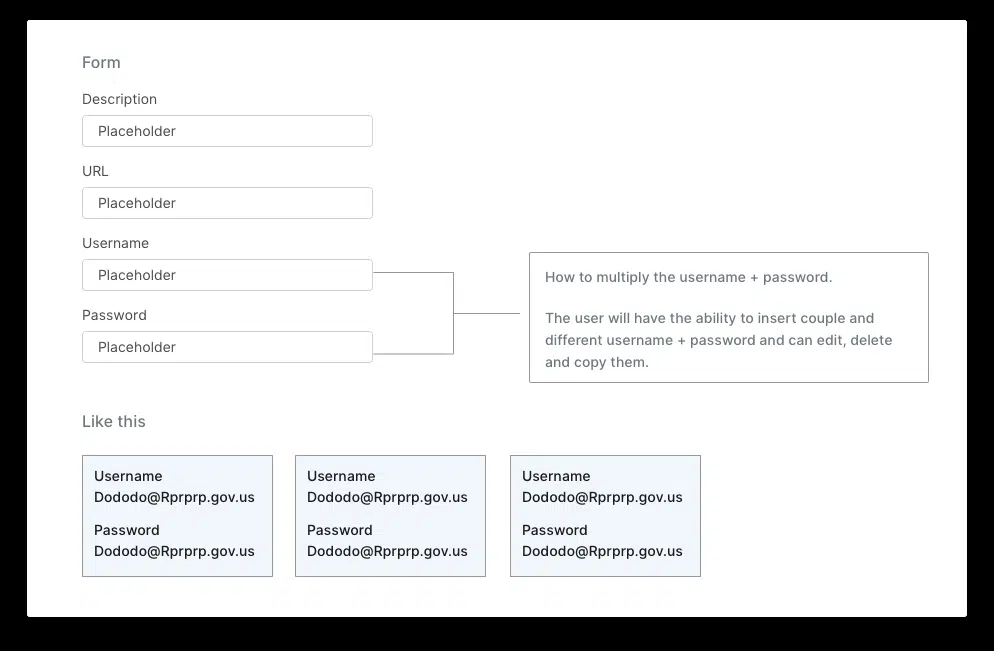 Form
Description
Placeholder
URL
Placeholder
Username
Placeholder
Password
Placeholder
How to multiply the username + password.
The user will have the ability to insert couple and
different username + password and can edit, delete
and copy them.
Like this
Username
Dododo@Rprprp.gov.us
Password
Dododo@Rprprp.gov.us
Username
Dododo@Rprprp.gov.us
Password
Dododo@Rprprp.gov.us
Username
Dododo@Rprprp.gov.us
Password
Dododo@Rprprp.gov.us